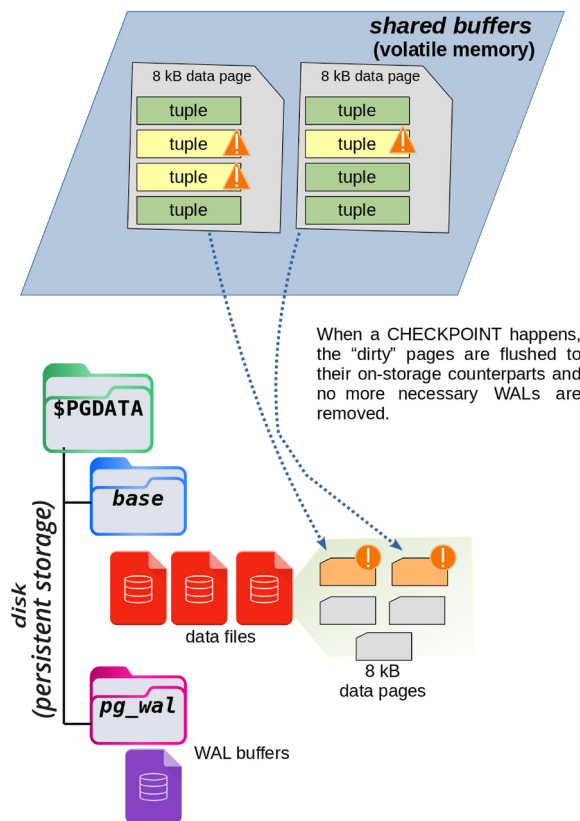 shared buffers
(volatile memory)
8 kB data page
8 kB data page
tuple
tuple
tuple
tuple
tuple
tuple
tuple
tuple
When a CHECKPOINT happens,
the “dirty” pages are flushed to
their on-storage counterparts and
no more necessary WALs are
removed.
$PGDATA
base
disk
(persistent storage)
data files
8 kB
data pages
pg_wal
WAL buffers